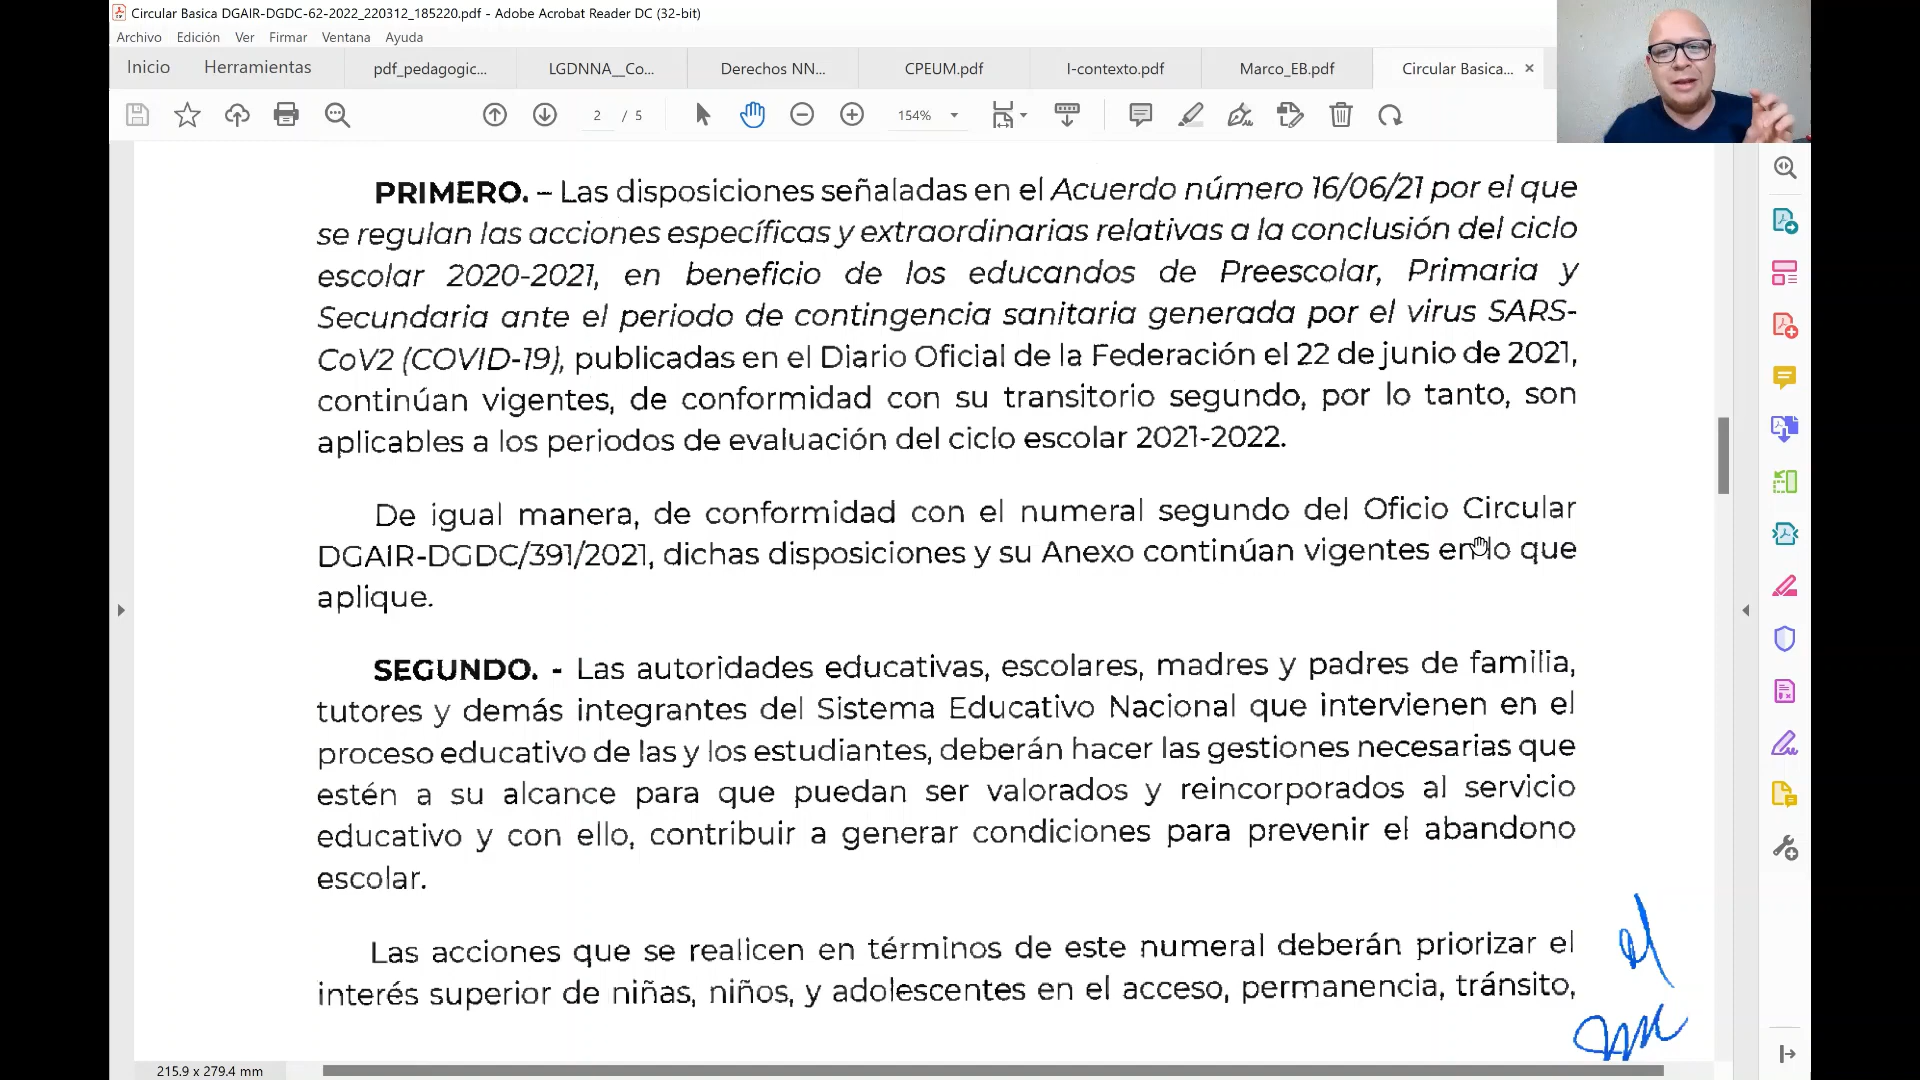 Circular Basica DGAIR-DGDC-62-2022_220312_185220.pdf - Adobe Acrobat Reader DC (32-bit)
Archivo Edición Ver Firmar Ventana Ayuda
Inicio Herramientas pdf_pedagogic... LGDNNA__Co... Derechos NN... CPEUM.pdf I-contexto.pdf Marco_EB.pdf Circular Basica... ×
2 / 5 154%
PRIMERO. – Las disposiciones señaladas en el Acuerdo número 16/06/21 por el que
se regulan las acciones específicas y extraordinarias relativas a la conclusión del ciclo
escolar 2020-2021, en beneficio de los educandos de Preescolar, Primaria y
Secundaria ante el periodo de contingencia sanitaria generada por el virus SARS-
CoV2 (COVID-19), publicadas en el Diario Oficial de la Federación el 22 de junio de 2021,
continúan vigentes, de conformidad con su transitorio segundo, por lo tanto, son
aplicables a los periodos de evaluación del ciclo escolar 2021-2022.
De igual manera, de conformidad con el numeral segundo del Oficio Circular
DGAIR-DGDC/391/2021, dichas disposiciones y su Anexo continúan vigentes en lo que
aplique.
SEGUNDO. - Las autoridades educativas, escolares, madres y padres de familia,
tutores y demás integrantes del Sistema Educativo Nacional que intervienen en el
proceso educativo de las y los estudiantes, deberán hacer las gestiones necesarias que
estén a su alcance para que puedan ser valorados y reincorporados al servicio
educativo y con ello, contribuir a generar condiciones para prevenir el abandono
escolar.
Las acciones que se realicen en términos de este numeral deberán priorizar el
interés superior de niñas, niños, y adolescentes en el acceso, permanencia, tránsito,
215.9 x 279.4 mm